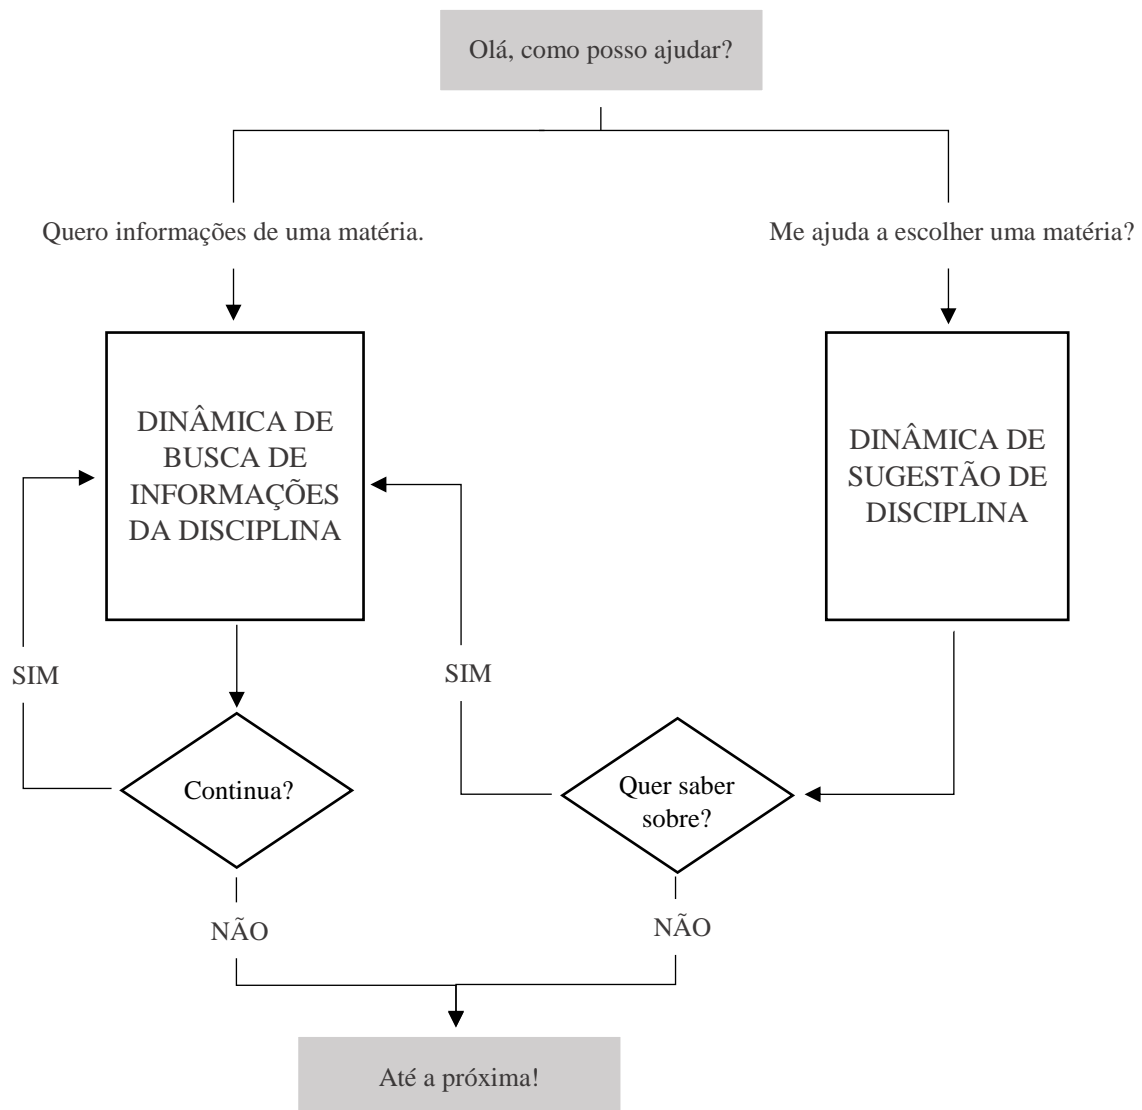 Olá, como posso ajudar?
Quero informações de uma matéria.
Me ajuda a escolher uma matéria?
DINÂMICA DE
BUSCA DE
INFORMAÇÕES
DA DISCIPLINA
DINÂMICA DE
SUGESTÃO DE
DISCIPLINA
SIM
SIM
Continua?
Quer saber
sobre?
NÃO
NÃO
Até a próxima!